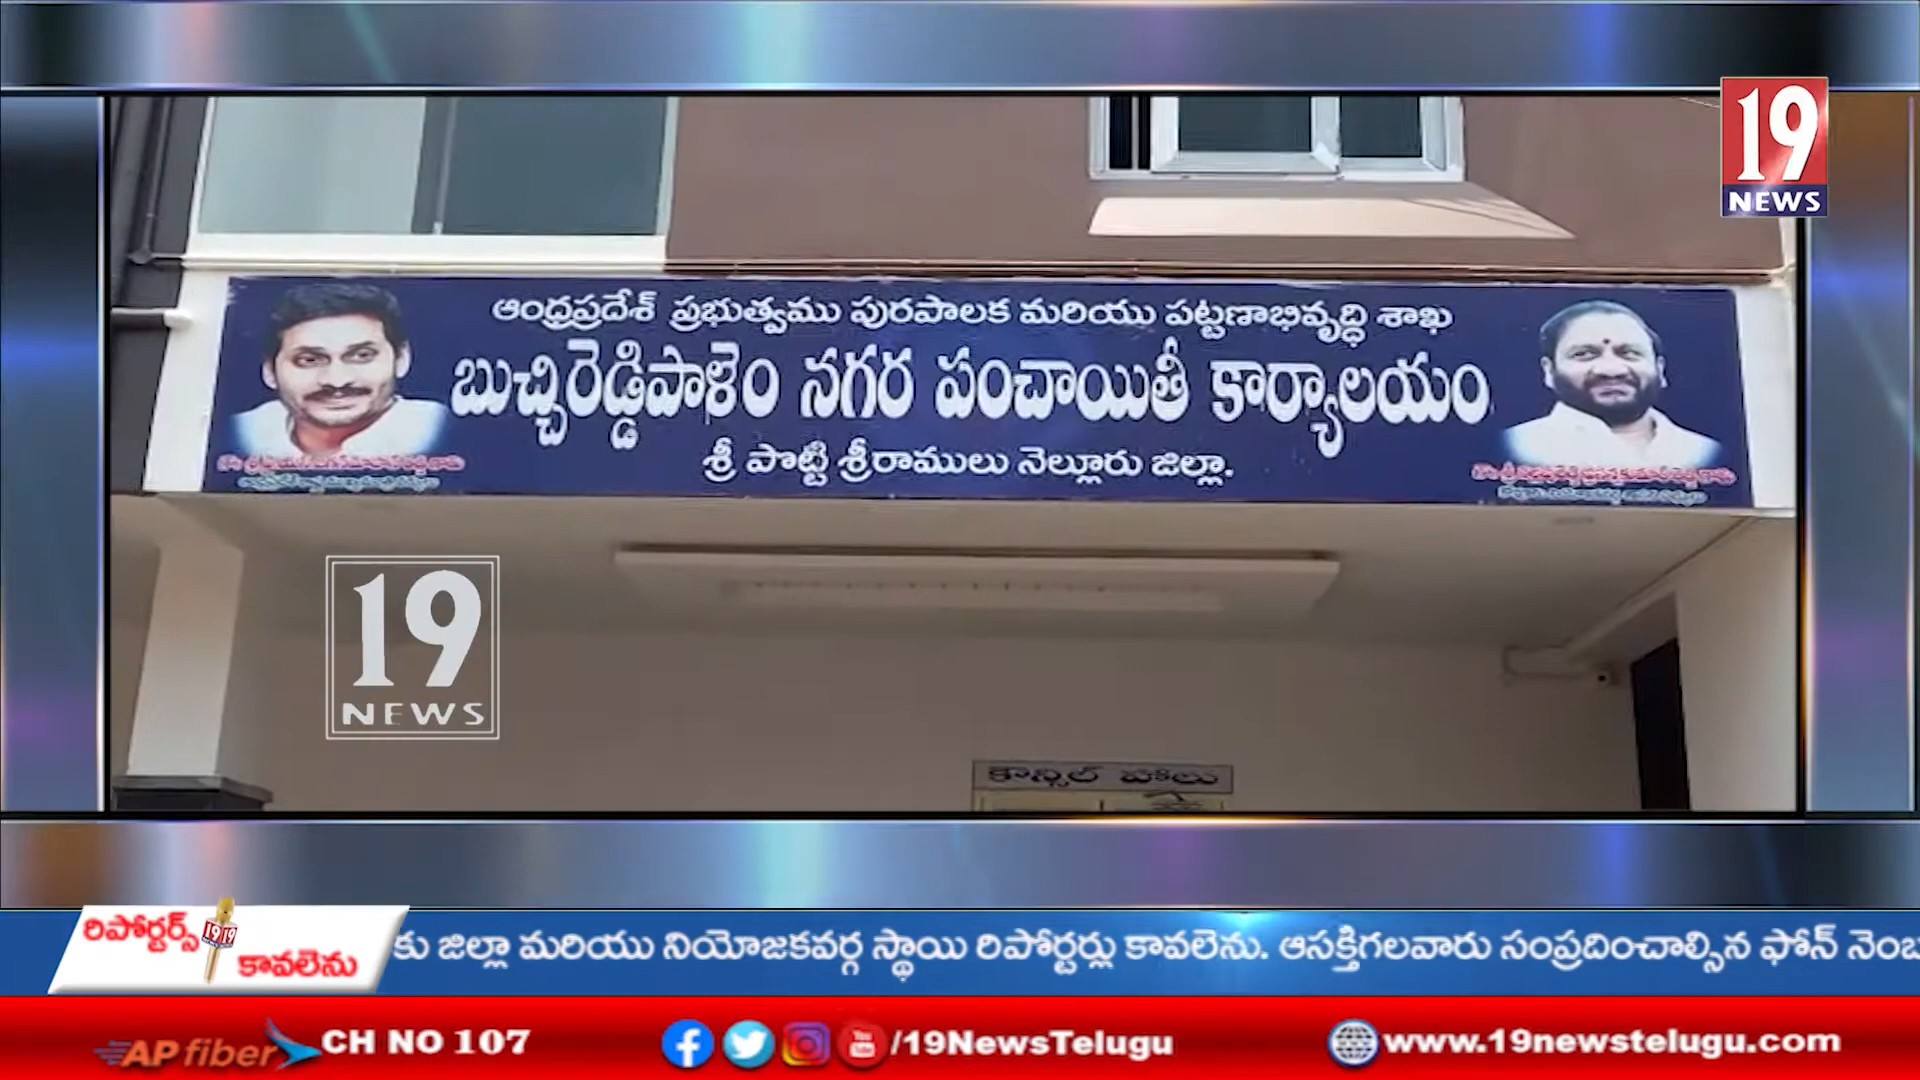 19
NEWS
ఆంధ్రప్రదేశ్ ప్రభుత్వము పురపాలక మరియు పట్టణాభివృద్ధి శాఖ
బుచ్చిరెడ్డిపాళెం నగర పంచాయితీ కార్యాలయం
శ్రీ పొట్టి శ్రీరాములు నెల్లూరు జిల్లా.
19
NEWS
కౌన్సిల్ హాలు
రిపోర్టర్స్
కావలెను
కు జిల్లా మరియు నియోజకవర్గ స్థాయి రిపోర్టర్లు కావలెను. ఆసక్తిగలవారు సంప్రదించాల్సిన ఫోన్ నెంబ
AP fiber CH NO 107
/19NewsTelugu
www.19newstelugu.com